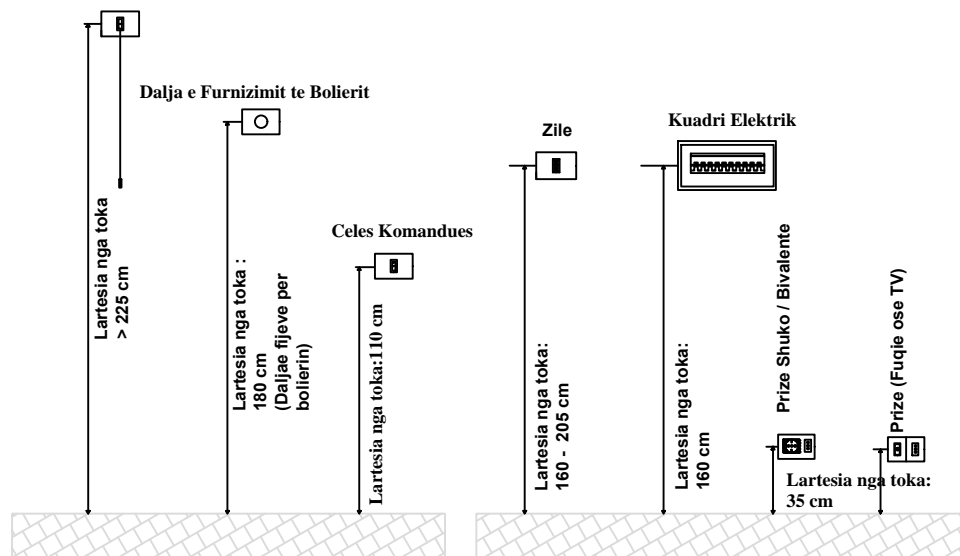 Lartesia nga toka
> 225 cm
Dalja e Furnizimit te Bolierit
Lartesia nga toka :
180 cm
(Daljae fijeve per
bolierin)
Celes Komandues
Lartesia nga toka:110 cm
Zile
Lartesia nga toka:
160 - 205 cm
Kuadri Elektrik
Lartesia nga toka:
160 cm
Prize Shuko / Bivalente
Prize (Fuqie ose TV)
Lartesia nga toka:
35 cm